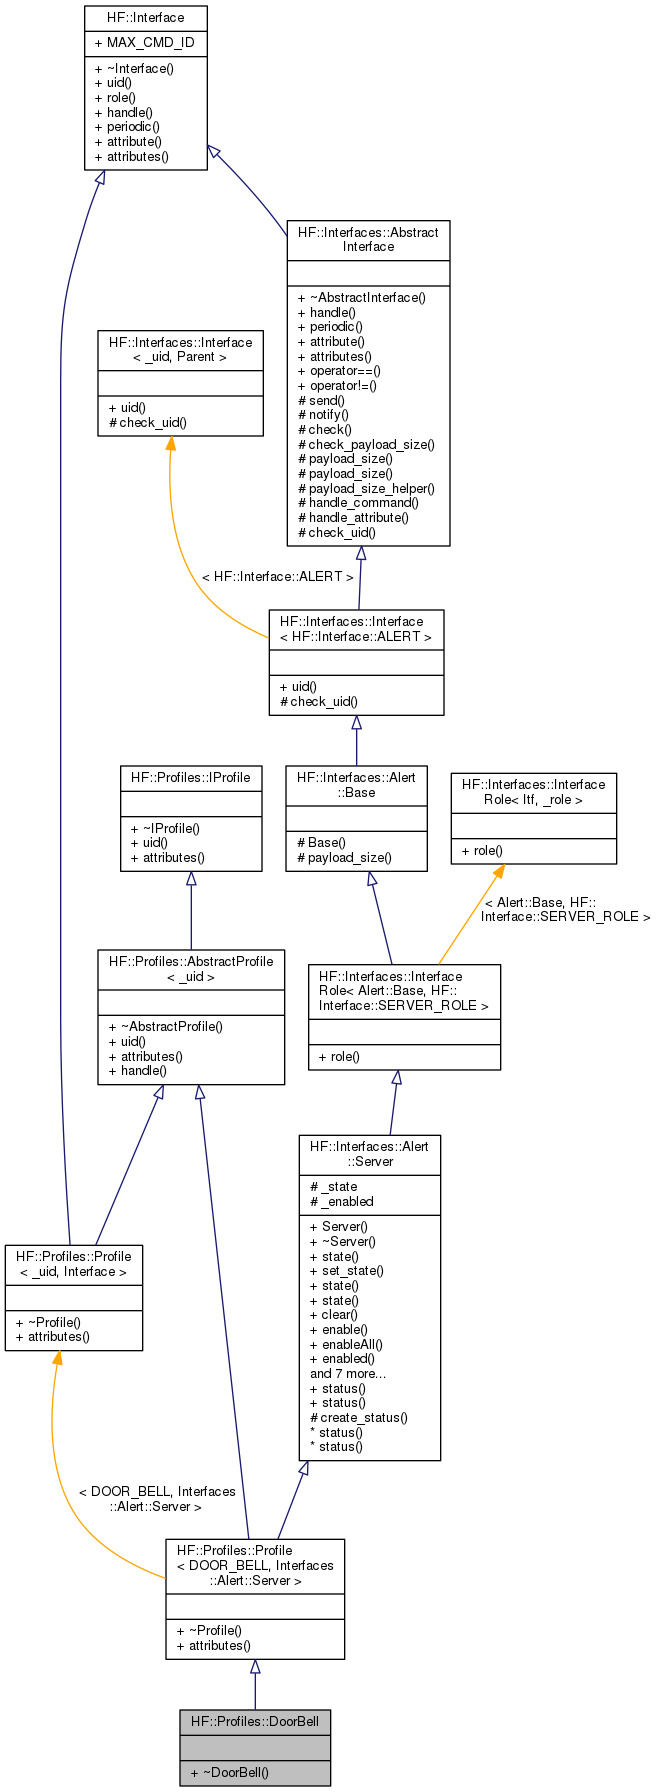 HF::Interface
+ MAX_CMD_ID
+ ~Interface()
+ uid()
+ role()
+ handle()
+ periodic()
+ attribute()
+ attributes()
HF::Interfaces::Abstract
Interface
+ ~AbstractInterface()
+ handle()
+ periodic()
+ attribute()
+ attributes()
+ operator==()
+ operator!=()
# send()
# notify()
# check()
# check_payload_size()
# payload_size()
# payload_size()
# payload_size_helper()
# handle_command()
# handle_attribute()
# check_uid()
HF::Interfaces::Interface
< _uid, Parent >
+ uid()
# check_uid()
< HF::Interface::ALERT >
HF::Interfaces::Interface
< HF::Interface::ALERT >
+ uid()
# check_uid()
HF::Profiles::IProfile
+ ~IProfile()
+ uid()
+ attributes()
HF::Interfaces::Alert
::Base
# Base()
# payload_size()
HF::Interfaces::Interface
Role< Itf, _role >
+ role()
< Alert::Base, HF::
Interface::SERVER_ROLE >
HF::Profiles::AbstractProfile
< _uid >
+ ~AbstractProfile()
+ uid()
+ attributes()
+ handle()
HF::Interfaces::Interface
Role< Alert::Base, HF::
Interface::SERVER_ROLE >
+ role()
HF::Interfaces::Alert
::Server
# _state
# _enabled
+ Server()
+ ~Server()
+ state()
+ set_state()
+ state()
+ state()
+ clear()
+ enable()
+ enableAll()
+ enabled()
and 7 more...
+ status()
+ status()
# create_status()
* status()
* status()
HF::Profiles::Profile
< _uid, Interface >
+ ~Profile()
+ attributes()
< DOOR_BELL, Interfaces
::Alert::Server >
HF::Profiles::Profile
< DOOR_BELL, Interfaces
::Alert::Server >
+ ~Profile()
+ attributes()
HF::Profiles::DoorBell
+ ~DoorBell()